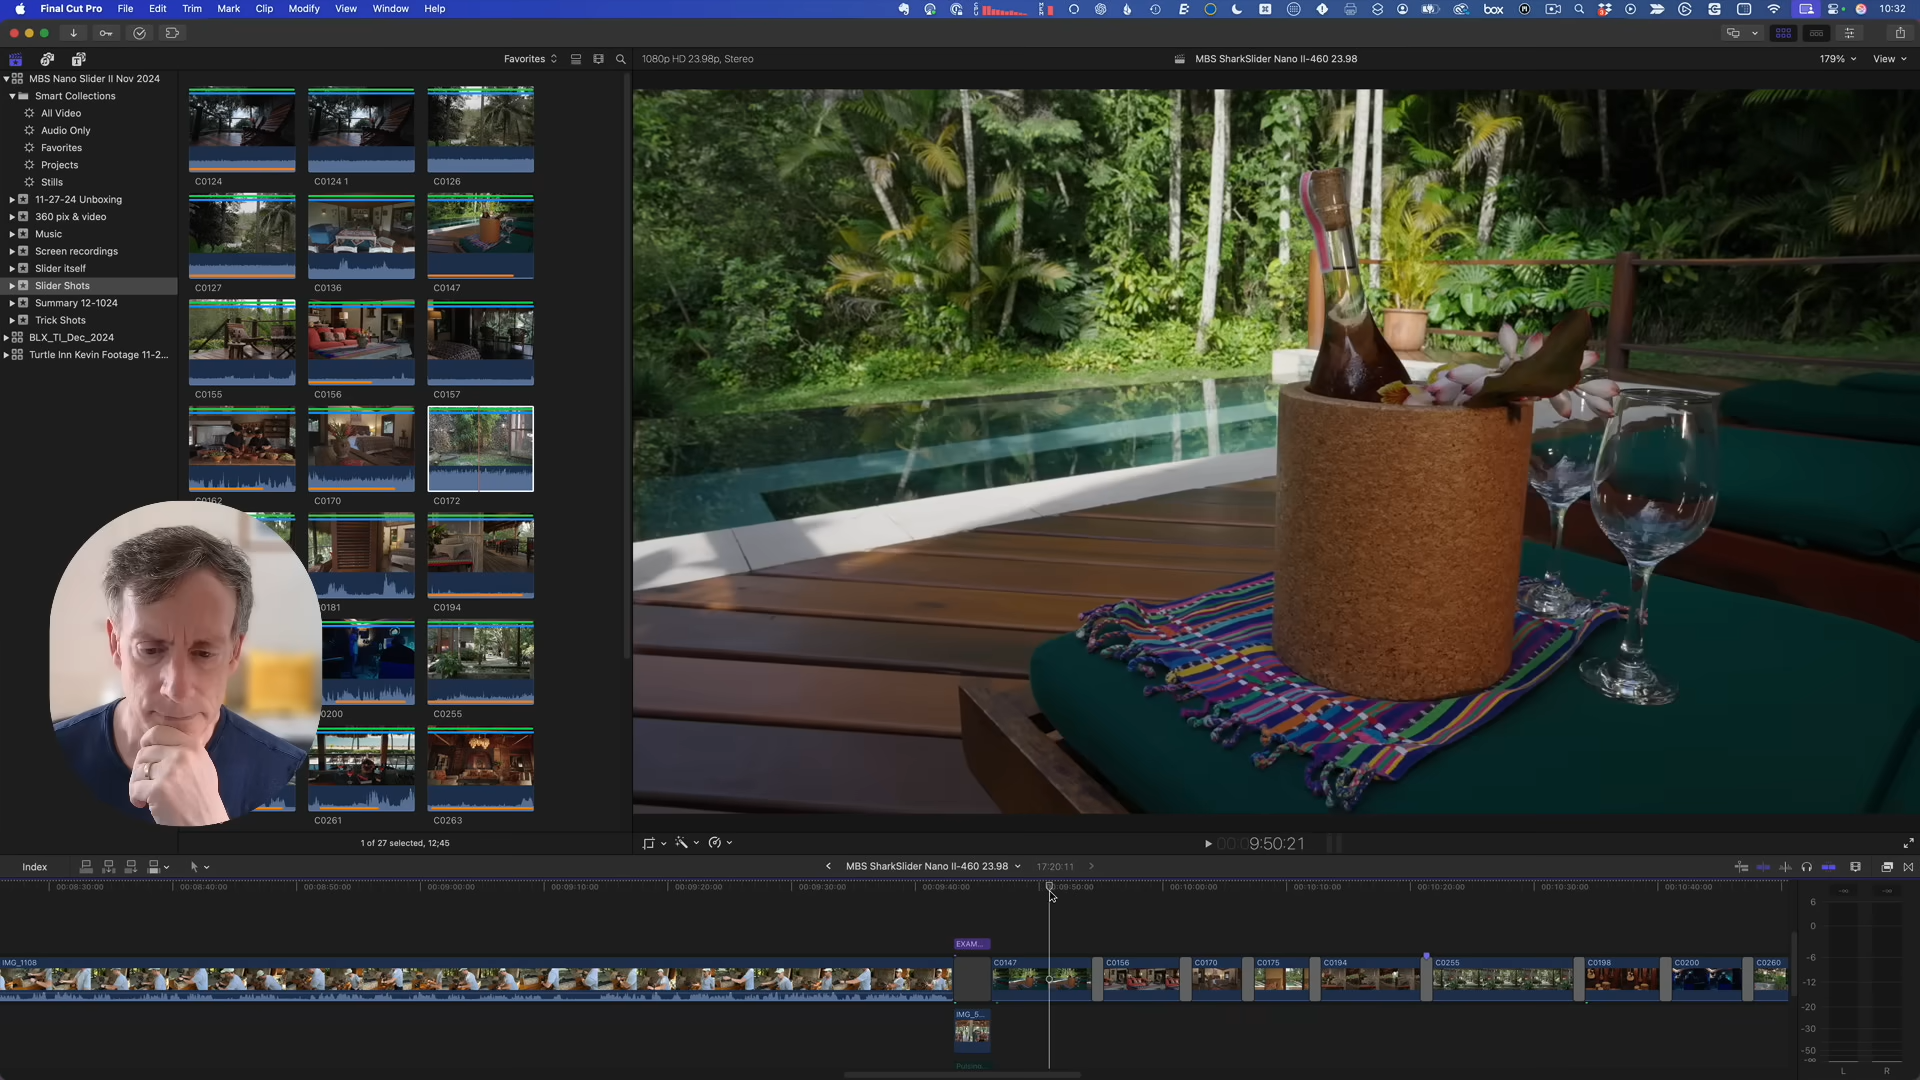 Final Cut Pro File Edit Trim Mark Clip Modify View Window Help
box
10:32
Favorites
1080p HD 23.98p, Stereo
MBS SharkSlider Nano II-460 23.98
179%
View
MBS Nano Slider II Nov 2024
Smart Collections
All Video
Audio Only
Favorites
Projects
Stills
11-27-24 Unboxing
360 pix & video
Music
Screen recordings
Slider itself
Slider Shots
Summary 12-1024
Trick Shots
BLX_TI_Dec_2024
Turtle Inn Kevin Footage 11-2...
C0124
C0124 1
C0126
C0127
C0136
C0147
C0155
C0156
C0157
C0162
C0170
C0172
0181
C0194
0200
C0255
C0261
C0263
1 of 27 selected, 12;45
9:50:21
Index
MBS SharkSlider Nano II-460 23.98
17:20:11
00:08:30:00
00:08:40:00
00:08:50:00
00:09:00:00
00:09:10:00
00:09:20:00
00:09:30:00
00:09:40:00
09:50:00
00:10:00:00
00:10:10:00
00:10:20:00
00:10:30:00
00:10:40:00
EXAM...
IMG_1108
C0147
C0156
C0170
C0175
C0194
C0255
C0198
C0200
C0260
IMG_5...
6
0
-6
-12
-20
-30
-50
-∞
L
R